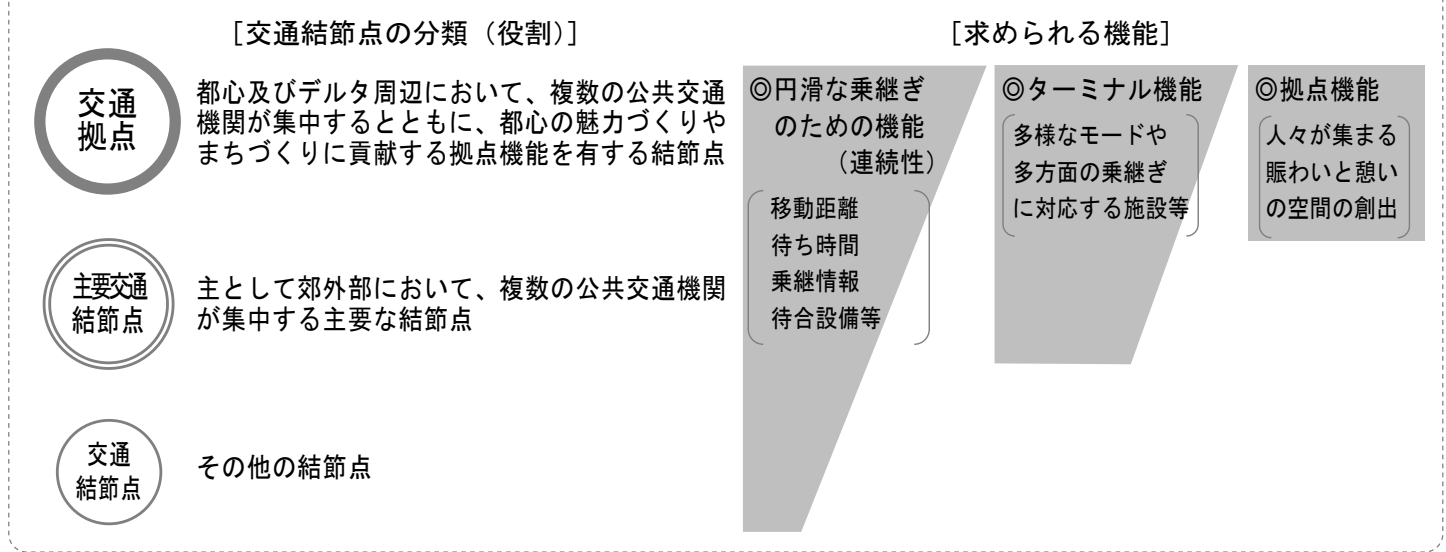 [交通結節点の分類（役割）]
[求められる機能]
交通
拠点
都心及びデルタ周辺において、複数の公共交通
機関が集中するとともに、都心の魅力づくりや
まちづくりに貢献する拠点機能を有する結節点
主要交通
結節点
主として郊外部において、複数の公共交通機関
が集中する主要な結節点
交通
結節点
その他の結節点
◎円滑な乗継ぎ
のための機能
（連続性）
移動距離
待ち時間
乗継情報
待合設備等
◎ターミナル機能
多様なモードや
多方面の乗継ぎ
に対応する施設等
◎拠点機能
人々が集まる
賑わいと憩い
の空間の創出